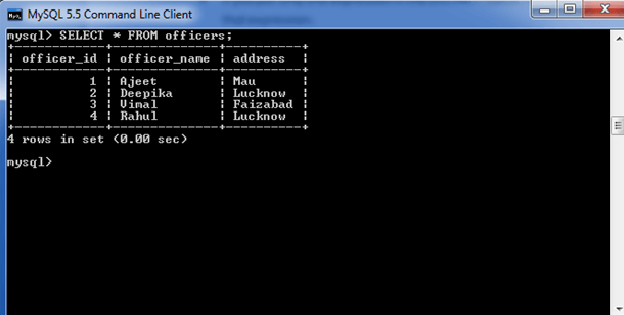 MySQL 5.5 Command Line Client
mysql> SELECT * FROM officers;
+------------+--------------+-----------+
| officer_id | officer_name | address   |
+------------+--------------+-----------+
|          1 | Ajeet        | Mau       |
|          2 | Deepika      | Lucknow   |
|          3 | Vimal        | Faizabad  |
|          4 | Rahul        | Lucknow   |
+------------+--------------+-----------+
4 rows in set (0.00 sec)
mysql>